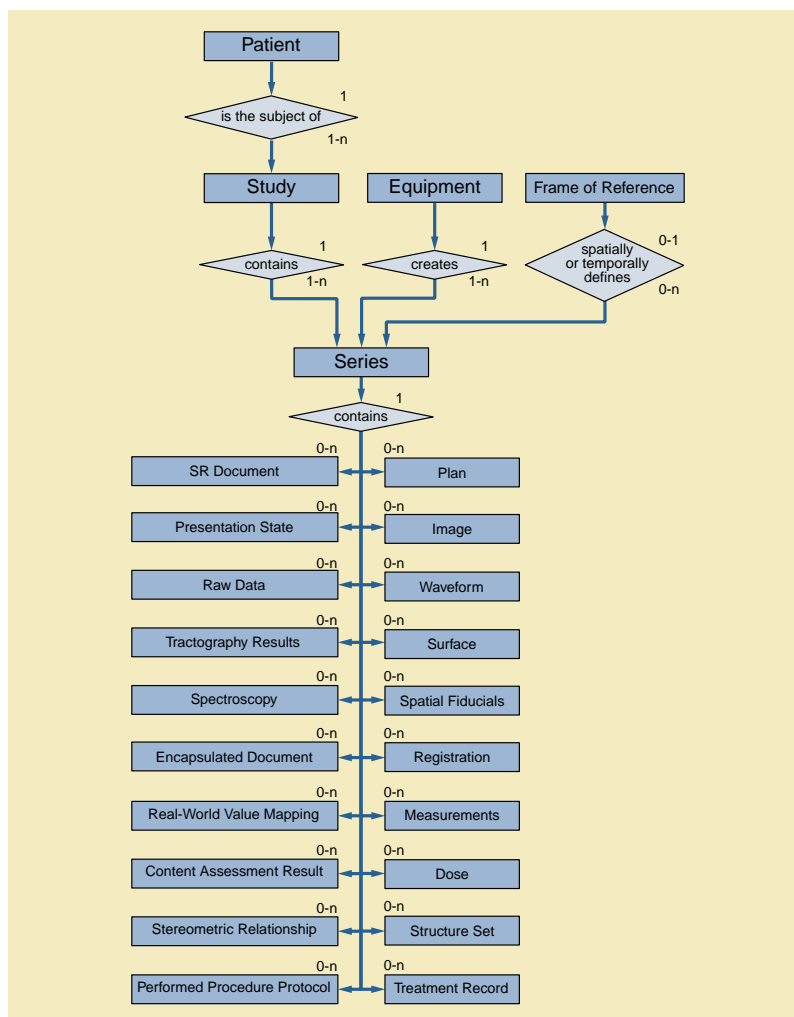 Patient
1
is the subject of
1-n
Study
Equipment
Frame of Reference
1
contains
1-n
1
creates
1-n
0-1
spatially
or temporally
defines
0-n
Series
1
contains
0-n
0-n
SR Document
Plan
0-n
0-n
Presentation State
Image
0-n
0-n
Raw Data
Waveform
0-n
0-n
Tractography Results
Surface
0-n
0-n
Spectroscopy
Spatial Fiducials
0-n
0-n
Encapsulated Document
Registration
0-n
0-n
Real-World Value Mapping
Measurements
0-n
0-n
Content Assessment Result
Dose
0-n
0-n
Stereometric Relationship
Structure Set
0-n
0-n
Performed Procedure Protocol
Treatment Record